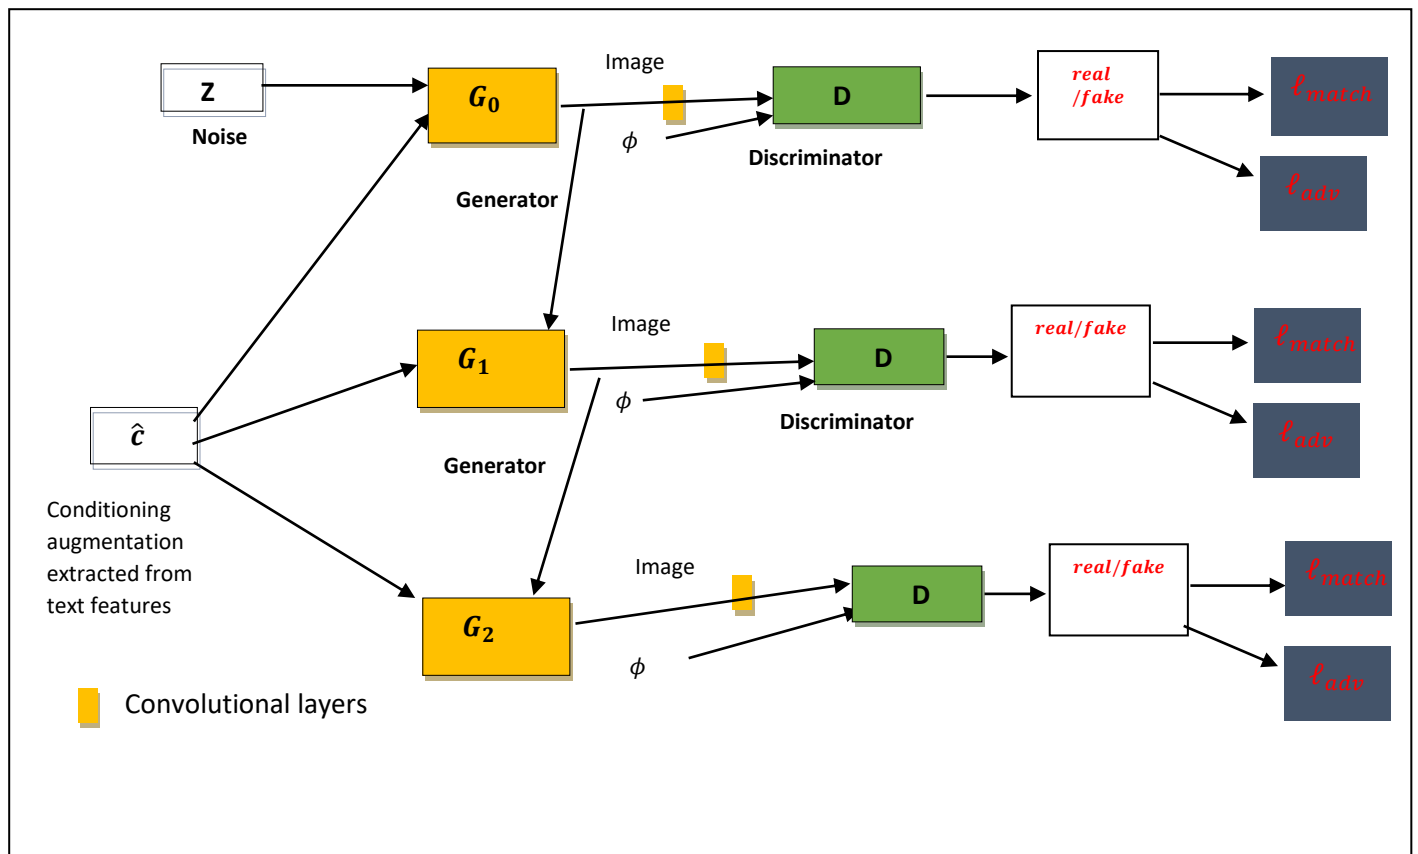 Z
Noise
G₀
Generator
Image
ϕ
D
Discriminator
real
/fake
ℓmatch
ℓadv
ĉ
Conditioning
augmentation
extracted from
text features
G₁
Generator
Image
ϕ
D
Discriminator
real/fake
ℓmatch
ℓadv
G₂
Image
ϕ
D
real/fake
ℓmatch
ℓadv
Convolutional layers